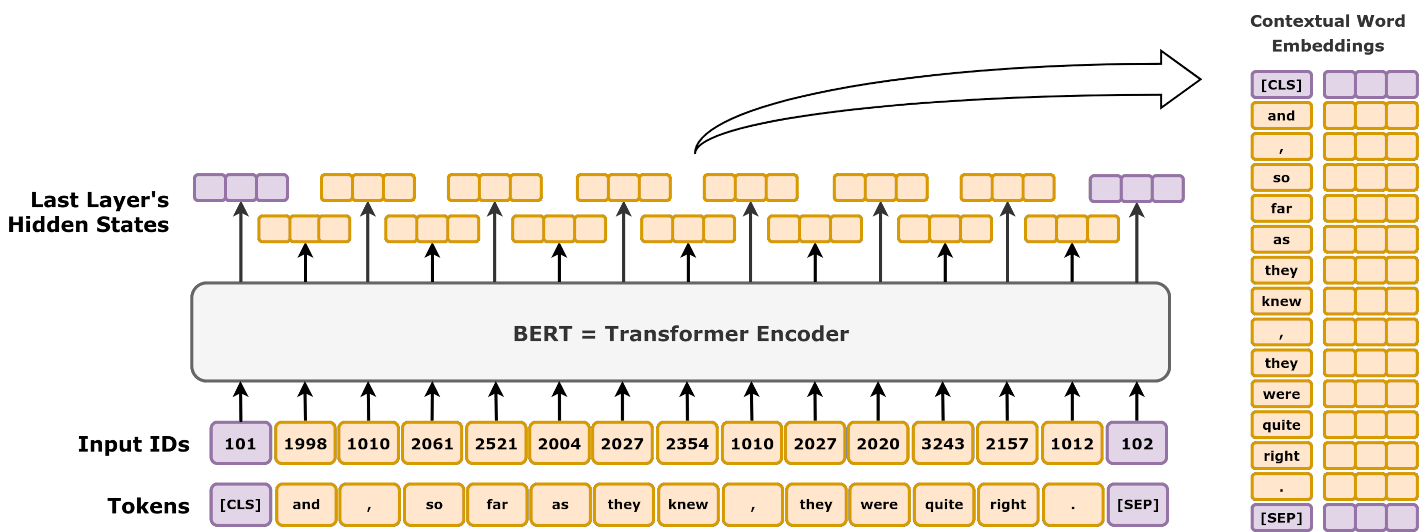 Contextual Word
Embeddings
[CLS]
and
,
so
far
as
they
knew
,
they
were
quite
right
.
[SEP]
Last Layer's
Hidden States
BERT = Transformer Encoder
Input IDs 101 1998 1010 2061 2521 2004 2027 2354 1010 2027 2020 3243 2157 1012 102
Tokens [CLS] and , so far as they knew , they were quite right . [SEP]